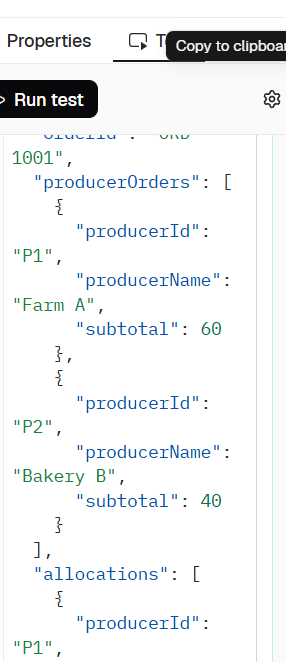 Properties
Copy to clipboar
Run test
1001",
"producerOrders": [
{
"producerId":
"P1",
"producerName":
"Farm A",
"subtotal": 60
},
{
"producerId":
"P2",
"producerName":
"Bakery B",
"subtotal": 40
}
],
"allocations": [
{
"producerId":
"P1",